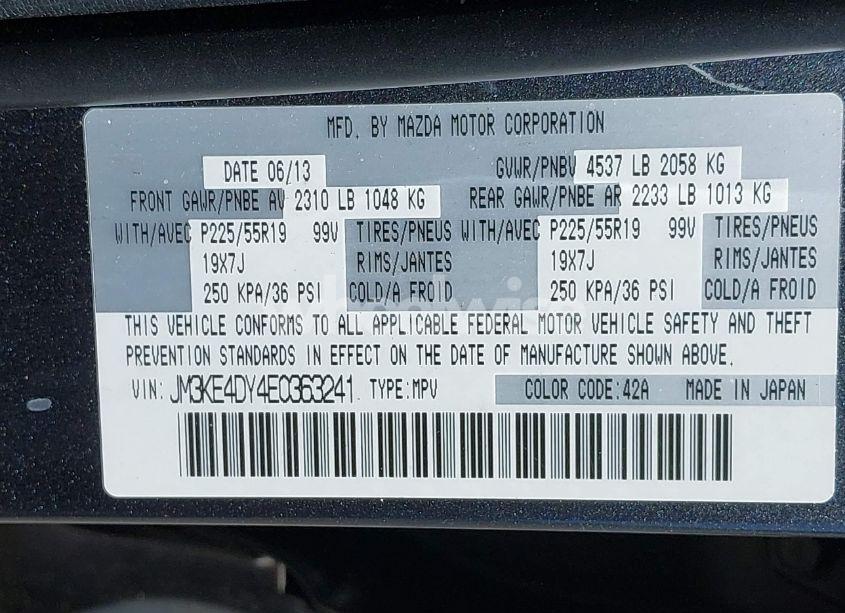 MFD. BY MAZDA MOTOR CORPORATION
DATE 06/13 GVWR/PNBV 4537 LB 2058 KG
FRONT GAWR/PNBE AV 2310 LB 1048 KG REAR GAWR/PNBE AR 2233 LB 1013 KG
WITH/AVEC P225/55R19 99V TIRES/PNEUS WITH/AVEC P225/55R19 99V TIRES/PNEUS
19X7J RIMS/JANTES 19X7J RIMS/JANTES
250 KPA/36 PSI COLD/A FROID 250 KPA/36 PSI COLD/A FROID
THIS VEHICLE CONFORMS TO ALL APPLICABLE FEDERAL MOTOR VEHICLE SAFETY AND THEFT
PREVENTION STANDARDS IN EFFECT ON THE DATE OF MANUFACTURE SHOWN ABOVE.
VIN: JM3KE4DY4E0363241 TYPE:MPV COLOR CODE:42A MADE IN JAPAN